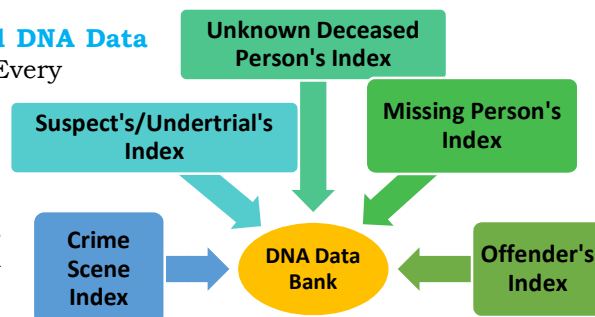 DNA Data
Every
Unknown Deceased
Person's Index
Suspect's/Undertrial's
Index
Missing Person's
Index
Crime
Scene
Index
DNA Data
Bank
Offender's
Index